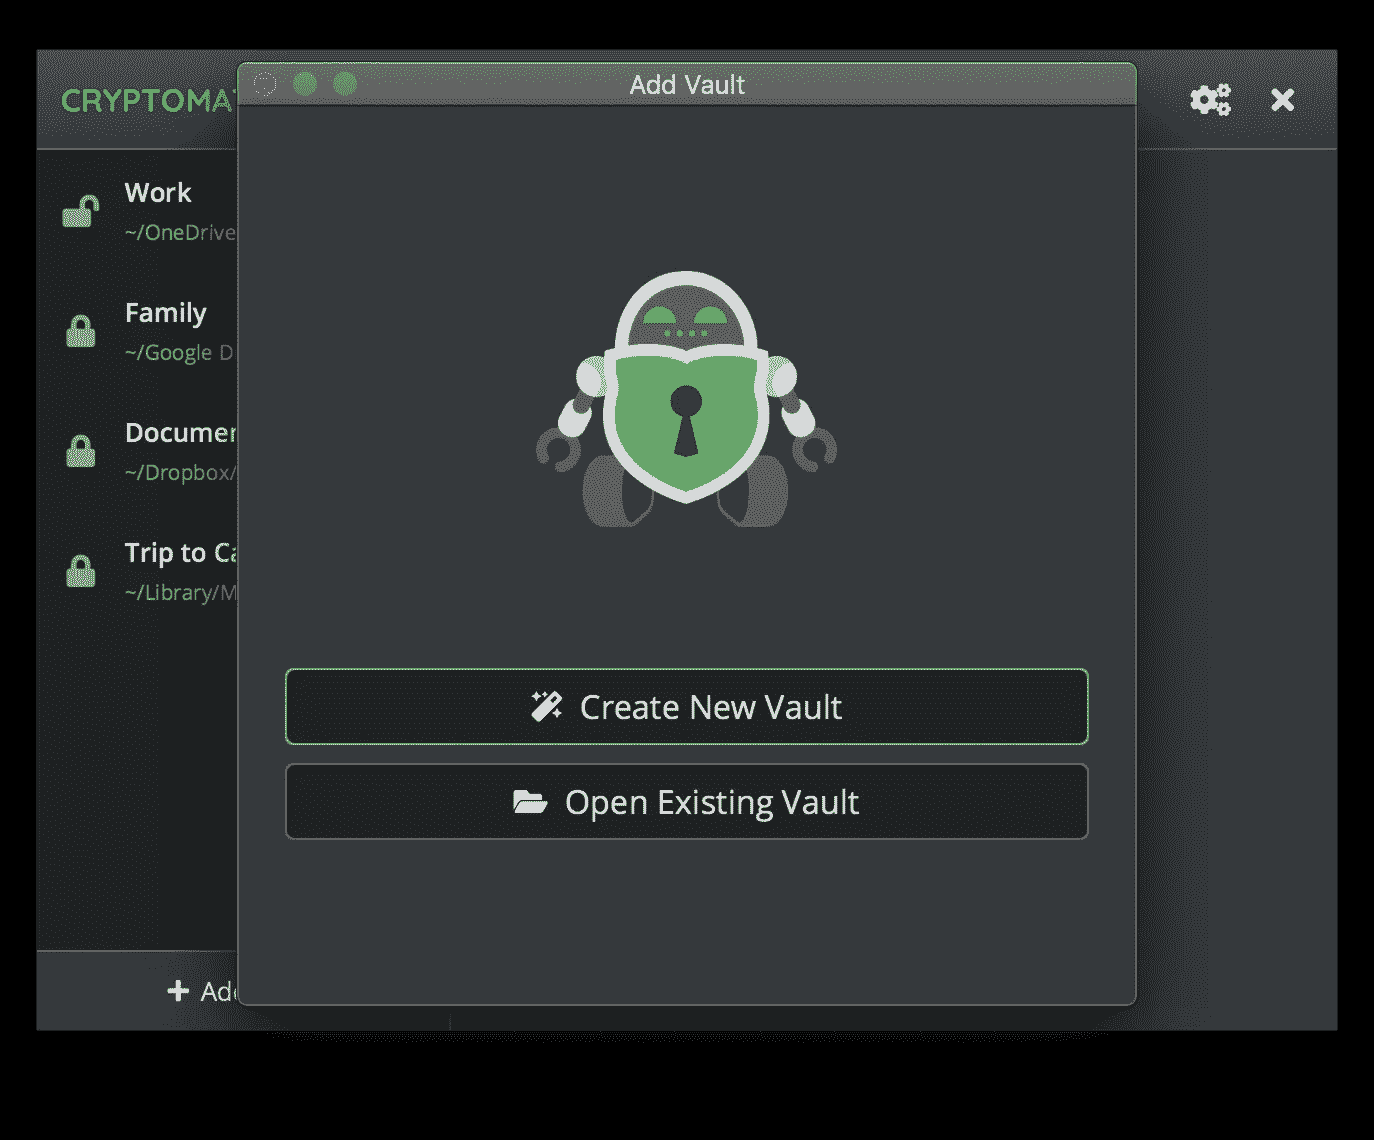 Add Vault
CRYPTOMA
Work
~/OneDrive
Family
~/Google D
Documen
~/Dropbox/
Trip to Ca
~/Library/M
Create New Vault
Open Existing Vault
Add